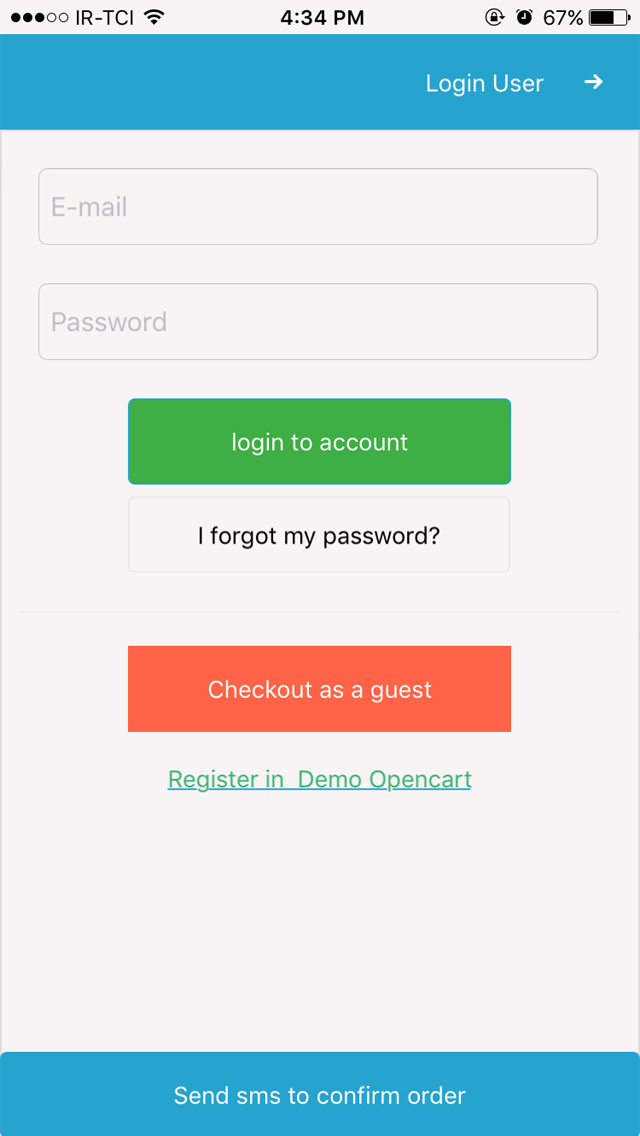 IR-TCI 4:34 PM 67%
Login User →
E-mail
Password
login to account
I forgot my password?
Checkout as a guest
Register in  Demo Opencart
Send sms to confirm order